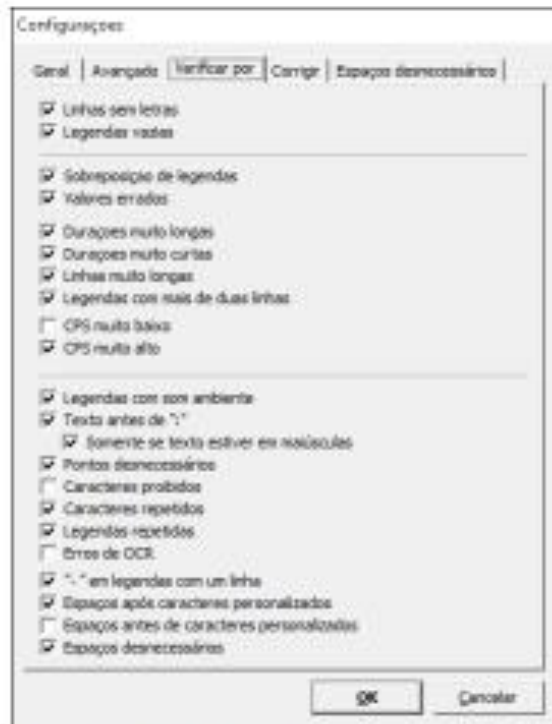 Configurações
Geral Avançado Verificar por Corrigir Espaços desnecessários
Linhas sem letras
Legendas vazias
Sobreposição de legendas
Valores errados
Durações muito longas
Durações muito curtas
Linhas muito longas
Legendas com mais de duas linhas
CPS muito baixo
CPS muito alto
Legendas com som ambiente
Texto antes de ":"
Somente se texto estiver em maiúsculas
Pontos desnecessários
Caracteres proibidos
Caracteres repetidos
Legendas repetidas
Erros de OCR
"- " em legendas com um linha
Espaços após caracteres personalizados
Espaços antes de caracteres personalizados
Espaços desnecessários
OK Cancelar